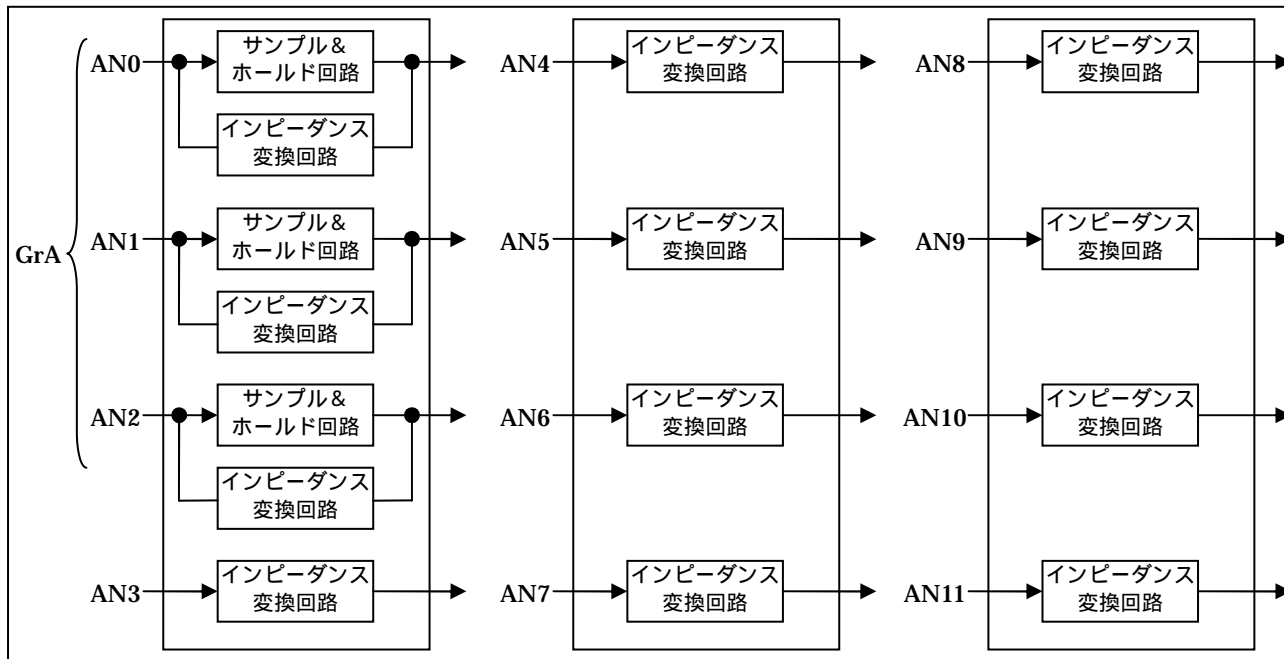 GrA
AN0
サンプル＆
ホールド回路
インピーダンス
変換回路
AN1
サンプル＆
ホールド回路
インピーダンス
変換回路
AN2
サンプル＆
ホールド回路
インピーダンス
変換回路
AN3
インピーダンス
変換回路
AN4
インピーダンス
変換回路
AN5
インピーダンス
変換回路
AN6
インピーダンス
変換回路
AN7
インピーダンス
変換回路
AN8
インピーダンス
変換回路
AN9
インピーダンス
変換回路
AN10
インピーダンス
変換回路
AN11
インピーダンス
変換回路